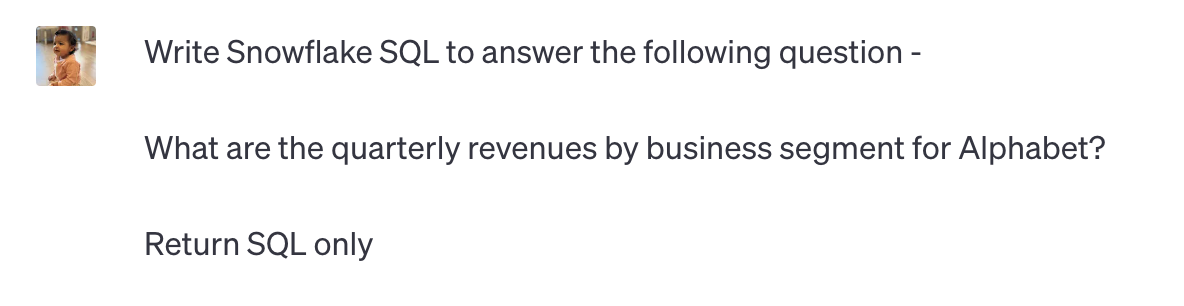 Write Snowflake SQL to answer the following question -
What are the quarterly revenues by business segment for Alphabet?
Return SQL only